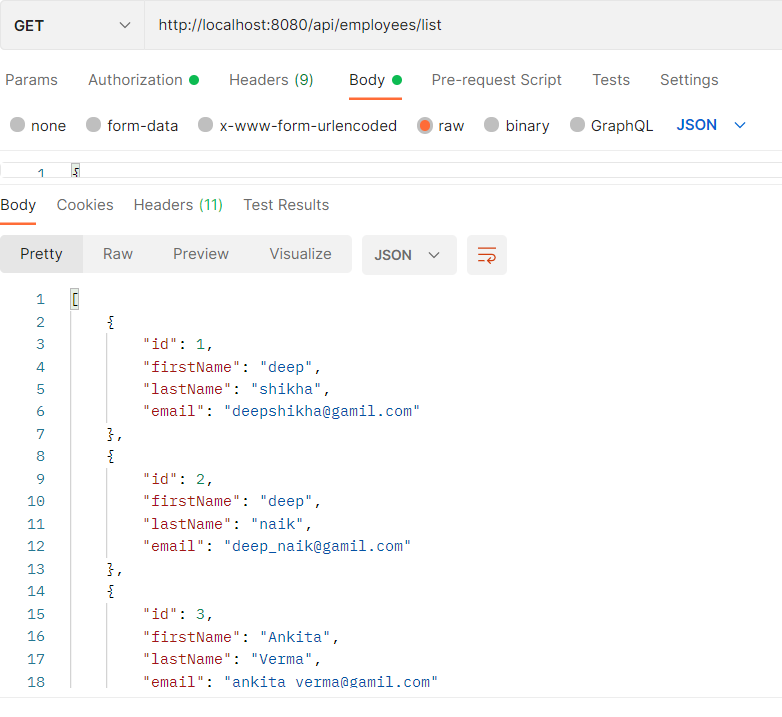 GET http://localhost:8080/api/employees/list
Params Authorization Headers (9) Body Pre-request Script Tests Settings
none form-data x-www-form-urlencoded raw binary GraphQL JSON
1 {
Body Cookies Headers (11) Test Results
Pretty Raw Preview Visualize JSON
1 [
2 {
3 "id": 1,
4 "firstName": "deep",
5 "lastName": "shikha",
6 "email": "deepshikha@gamil.com"
7 },
8 {
9 "id": 2,
10 "firstName": "deep",
11 "lastName": "naik",
12 "email": "deep_naik@gamil.com"
13 },
14 {
15 "id": 3,
16 "firstName": "Ankita",
17 "lastName": "Verma",
18 "email": "ankita_verma@gamil.com"